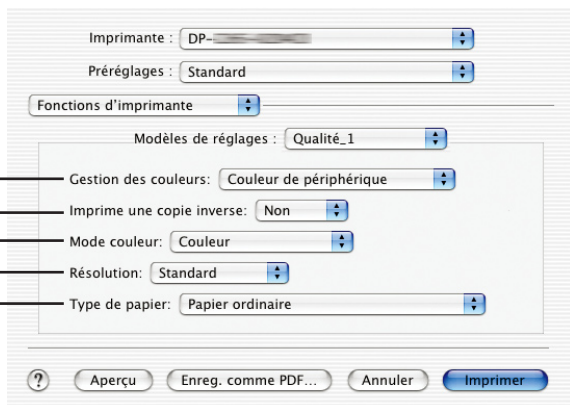 Imprimante : DP-
Préréglages : Standard
Fonctions d'imprimante
Modèles de réglages : Qualité_1
Gestion des couleurs: Couleur de périphérique
Imprime une copie inverse: Non
Mode couleur: Couleur
Résolution: Standard
Type de papier: Papier ordinaire
? Aperçu Enreg. comme PDF... Annuler Imprimer